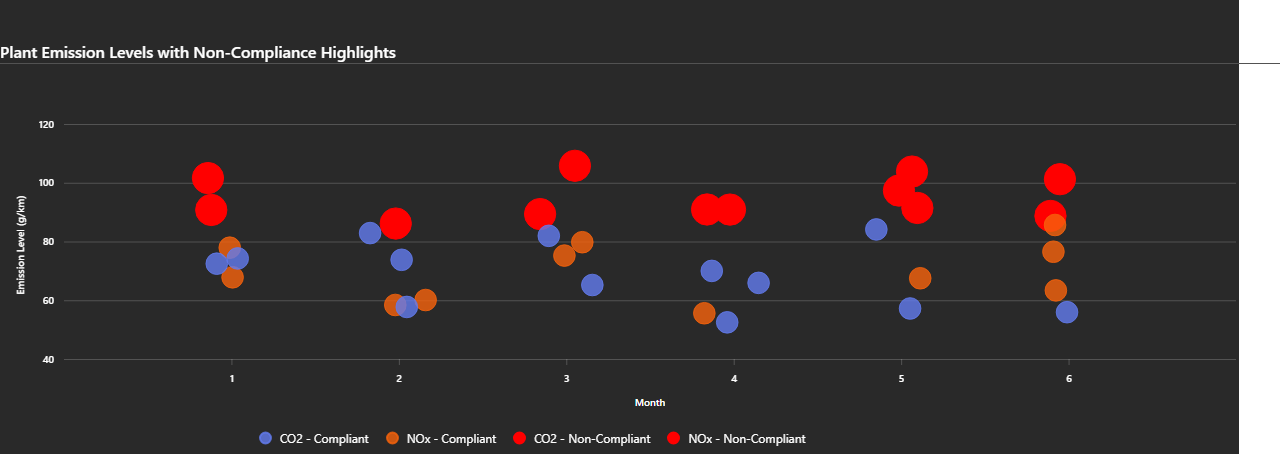 Plant Emission Levels with Non-Compliance Highlights
120
100
80
60
40
Emission Level (g/km)
1 2 3 4 5 6
Month
CO2 - Compliant NOx - Compliant CO2 - Non-Compliant NOx - Non-Compliant